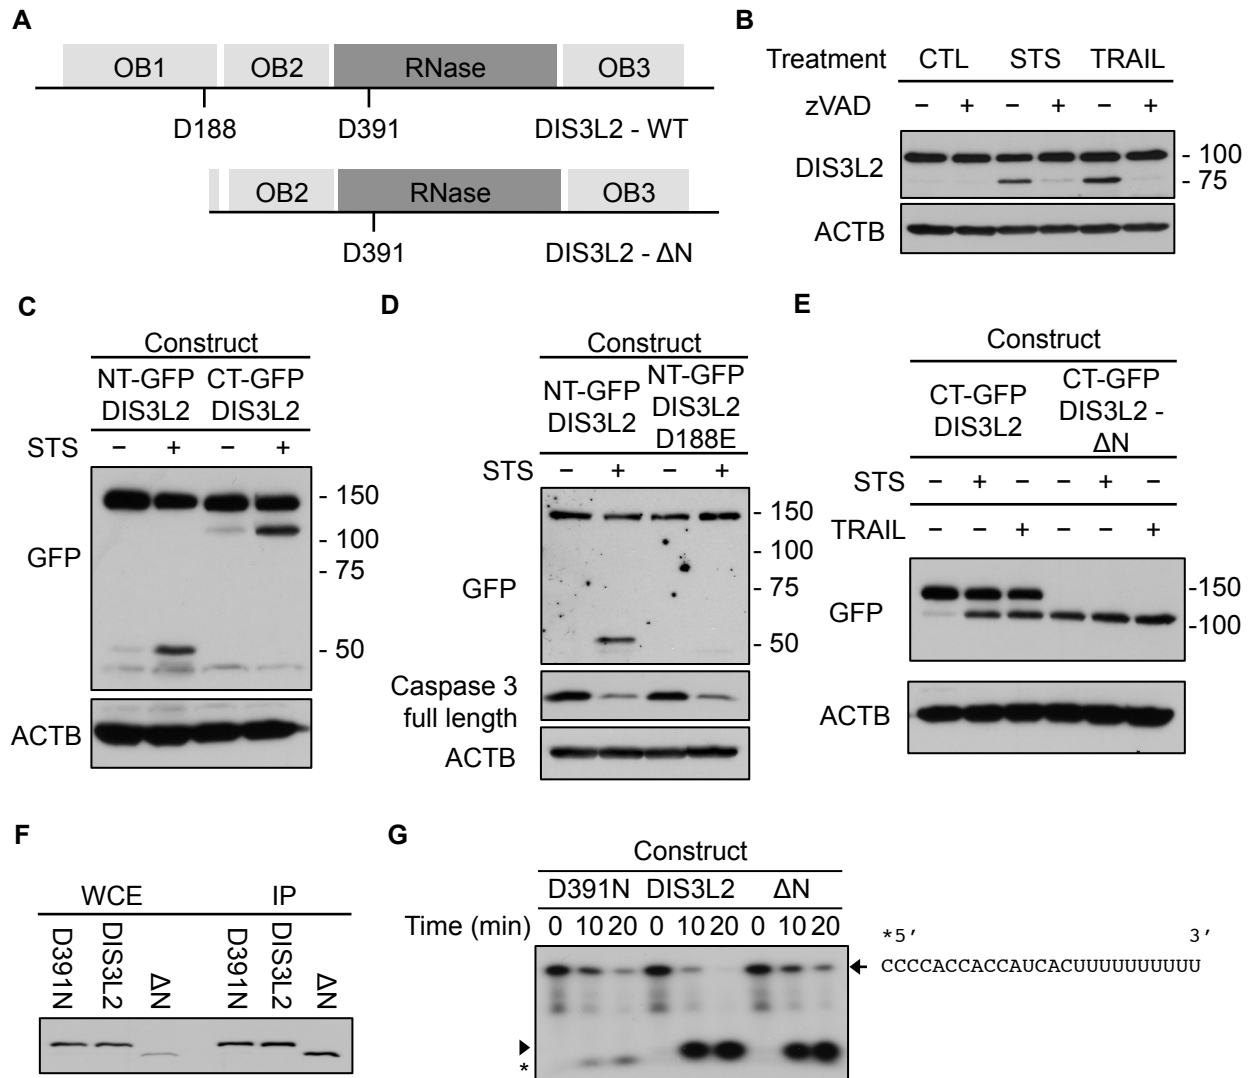 A
OB1 OB2 RNase OB3
D188 D391 DIS3L2 - WT
OB2 RNase OB3
D391 DIS3L2 - ΔN
B
Treatment CTL STS TRAIL
zVAD – + – + – +
DIS3L2
- 100
- 75
ACTB
C
Construct
NT-GFP CT-GFP
DIS3L2 DIS3L2
STS – + – +
GFP
- 150
- 100
- 75
- 50
ACTB
D
Construct
NT-GFP
DIS3L2
NT-GFP
DIS3L2
D188E
STS – + – +
GFP
- 150
- 100
- 75
- 50
Caspase 3
full length
ACTB
E
Construct
CT-GFP
DIS3L2
CT-GFP
DIS3L2 -
ΔN
STS – + – – + –
TRAIL – – + – – +
GFP
-150
-100
ACTB
F
WCE IP
D391N DIS3L2 ΔN D391N DIS3L2 ΔN
G
Construct
D391N DIS3L2 ΔN
Time (min) 0 10 20 0 10 20 0 10 20
*5′ 3′
CCCCACCACCAUCACUUUUUUUUUU
*